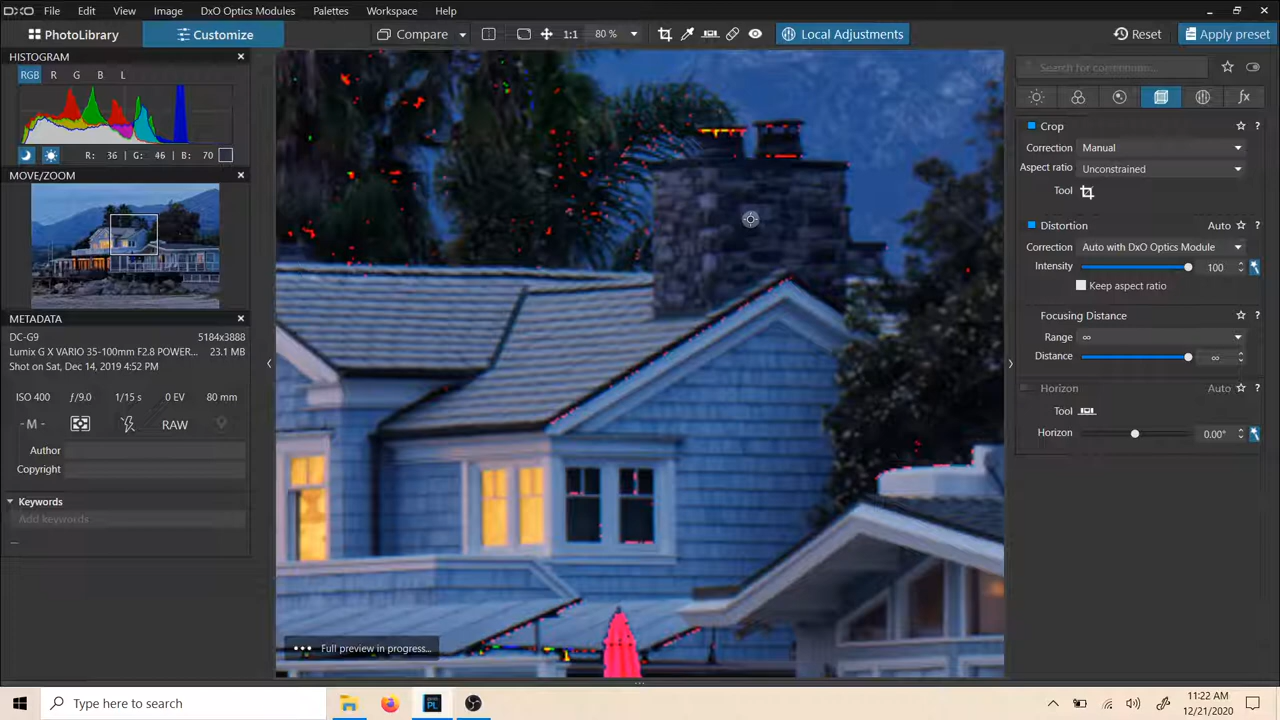 DXO File Edit View Image DxO Optics Modules Palettes Workspace Help
PhotoLibrary Customize Compare 1:1 80 % Local Adjustments Reset Apply preset
HISTOGRAM
RGB R G B L
R: 36 G: 46 B: 70
MOVE/ZOOM
METADATA
DC-G9 5184x3888
Lumix G X VARIO 35-100mm F2.8 POWER... 23.1 MB
Shot on Sat, Dec 14, 2019 4:52 PM
ISO 400 ƒ/9.0 1/15 s 0 EV 80 mm
- M - RAW
Author
Copyright
Keywords
Add keywords
Full preview in progress...
Search for correction...
fx
Crop ?
Correction Manual
Aspect ratio Unconstrained
Tool
Distortion Auto ?
Correction Auto with DxO Optics Module
Intensity 100
Keep aspect ratio
Focusing Distance ?
Range ∞
Distance ∞
Horizon Auto ?
Tool
Horizon 0.00°
PL
Type here to search
11:22 AM
12/21/2020